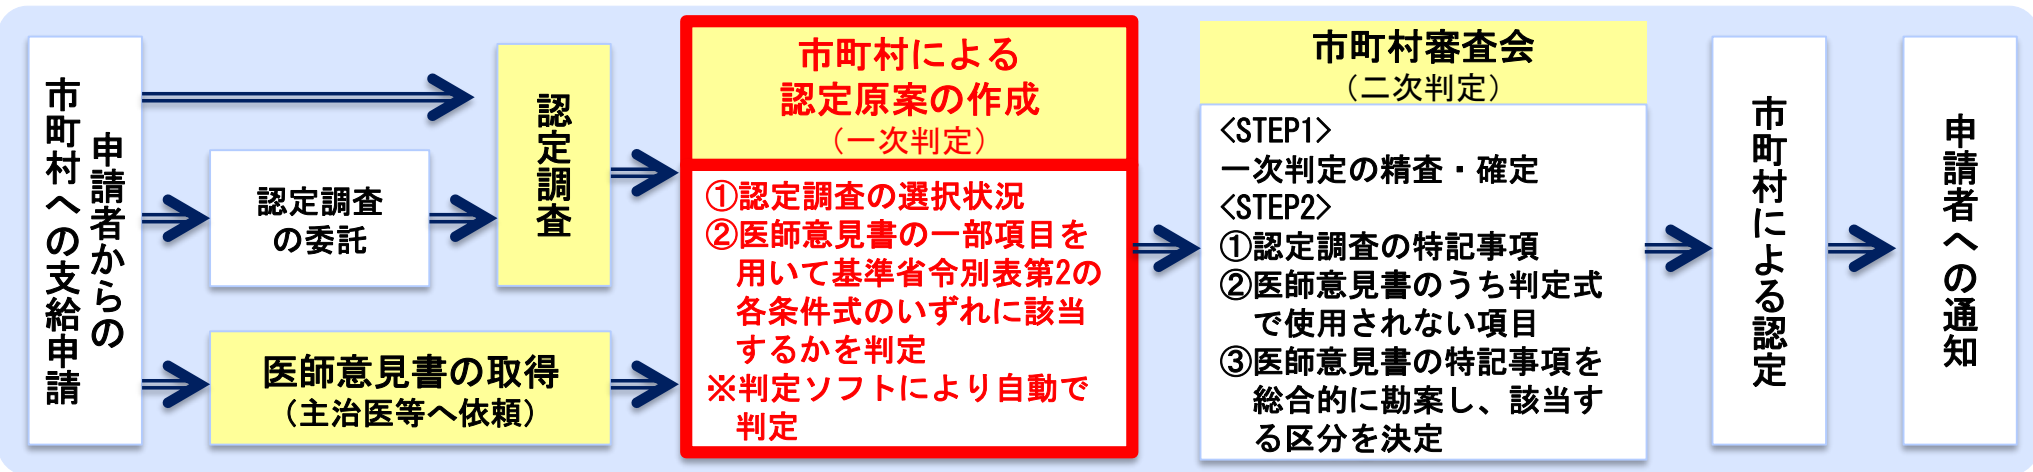 申請者からの
市町村への支給申請
認定調査
の委託
認定調査
医師意見書の取得
（主治医等へ依頼）
市町村による
認定原案の作成
（一次判定）
①認定調査の選択状況
②医師意見書の一部項目を
用いて基準省令別表第2の
各条件式のいずれに該当
するかを判定
※判定ソフトにより自動で
判定
市町村審査会
（二次判定）
<STEP1>
一次判定の精査・確定
<STEP2>
①認定調査の特記事項
②医師意見書のうち判定式
で使用されない項目
③医師意見書の特記事項を
総合的に勘案し、該当す
る区分を決定
市町村による認定
申請者への通知